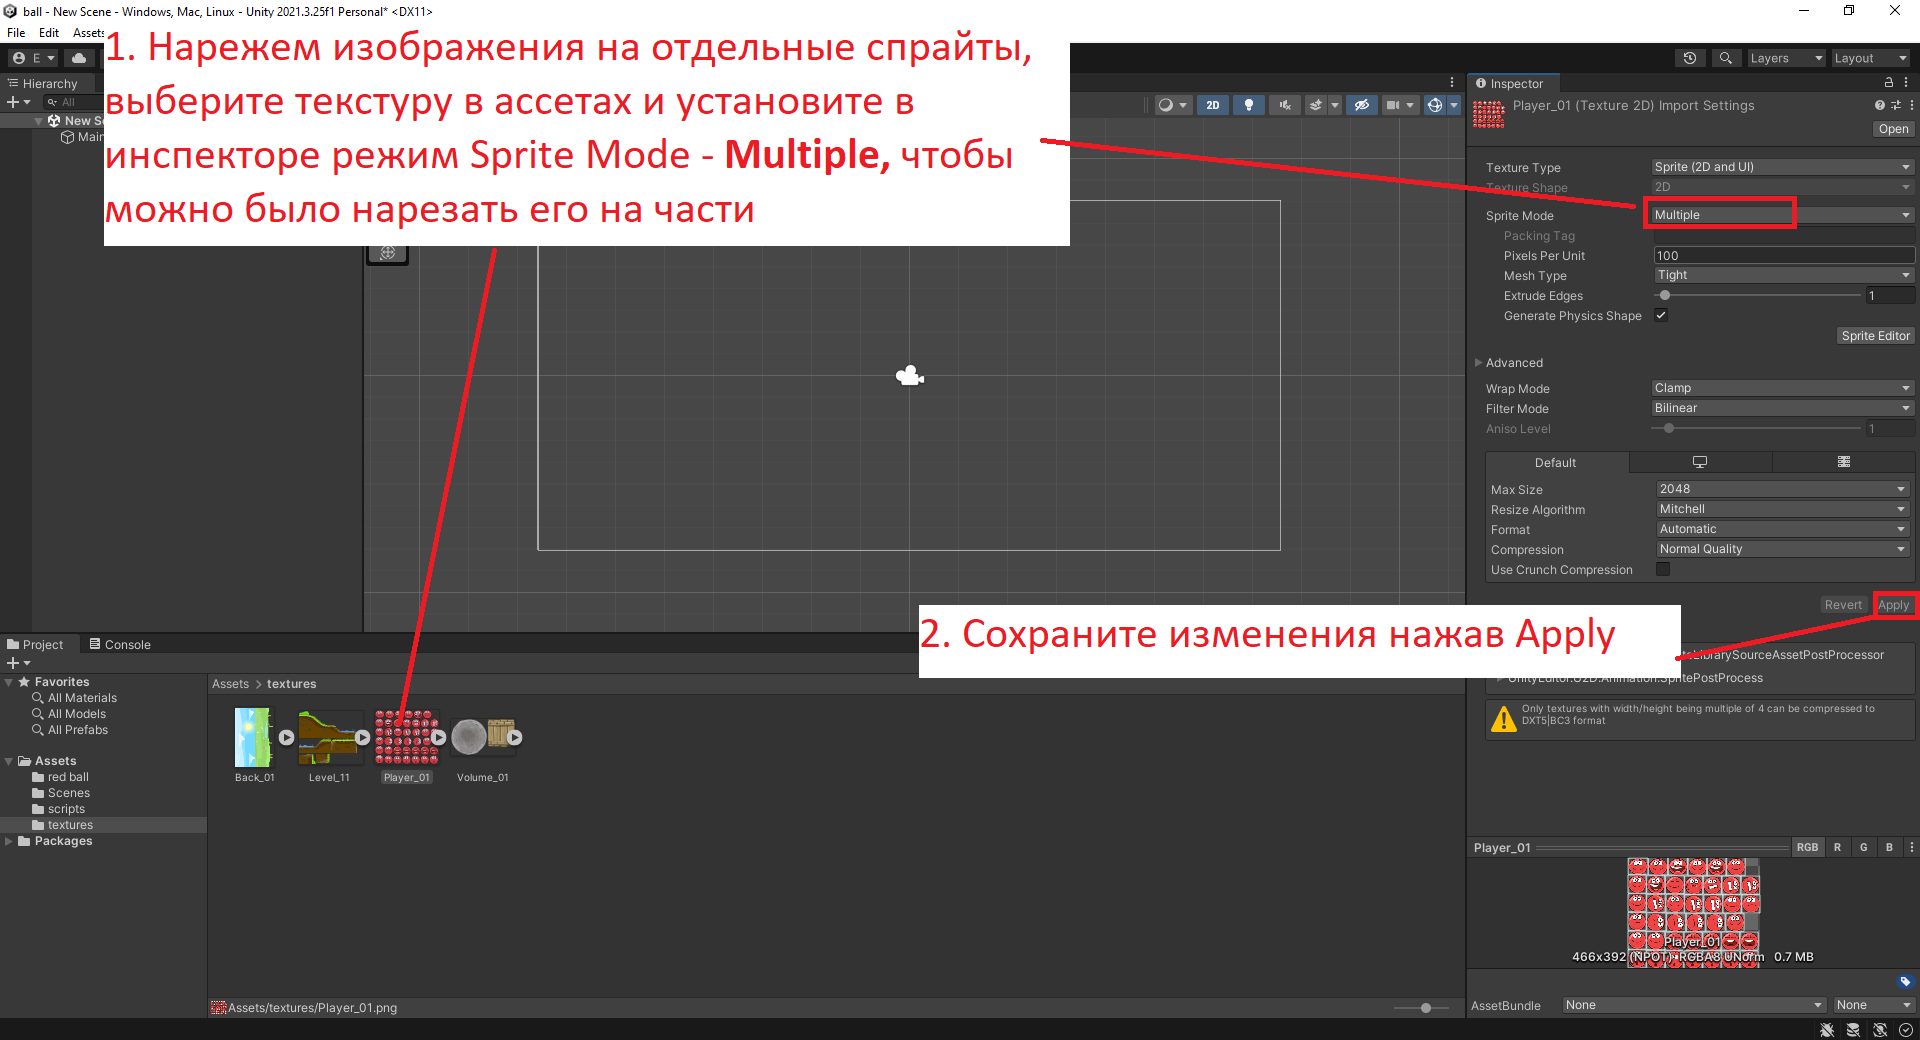 ball - New Scene - Windows, Mac, Linux - Unity 2021.3.25f1 Personal* <DX11>
File Edit Assets
1. Нарежем изображения на отдельные спрайты,
выберите текстуру в ассетах и установите в
инспекторе режим Sprite Mode - Multiple, чтобы
можно было нарезать его на части
E
Layers
Layout
Hierarchy
All
New Sc
Main
2D
Inspector
Player_01 (Texture 2D) Import Settings
Open
Texture Type Sprite (2D and UI)
Texture Shape 2D
Sprite Mode Multiple
Packing Tag
Pixels Per Unit 100
Mesh Type Tight
Extrude Edges 1
Generate Physics Shape
Sprite Editor
Advanced
Wrap Mode Clamp
Filter Mode Bilinear
Aniso Level 1
Default
Max Size 2048
Resize Algorithm Mitchell
Format Automatic
Compression Normal Quality
Use Crunch Compression
Revert Apply
2. Сохраните изменения нажав Apply
teLibrarySourceAssetPostProcessor
UnityEditor.U2D.Animation.SpritePostProcess
Only textures with width/height being multiple of 4 can be compressed to
DXT5|BC3 format
Project Console
Favorites
All Materials
All Models
All Prefabs
Assets
red ball
Scenes
scripts
textures
Packages
Assets > textures
Back_01 Level_11 Player_01 Volume_01
Assets/textures/Player_01.png
Player_01 RGB R G B
Player_01
466x392 (NPOT) RGBA8 UNorm 0.7 MB
AssetBundle None None